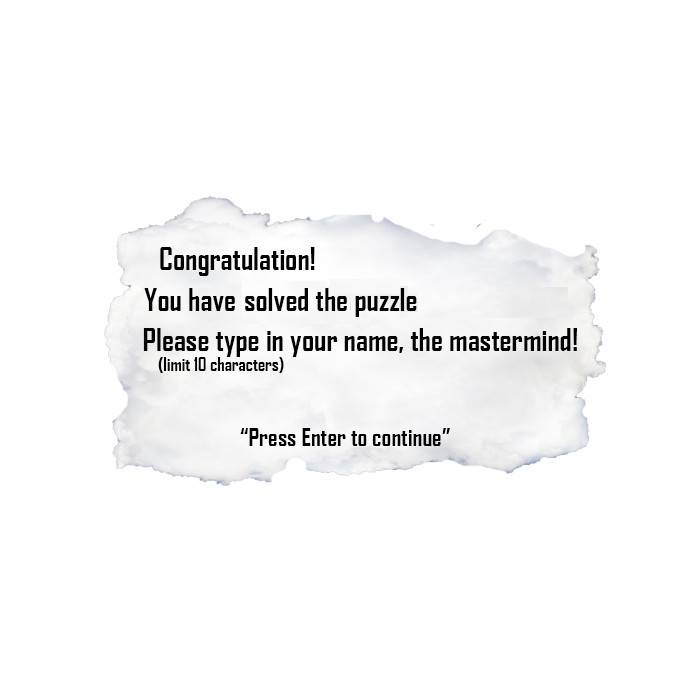 Congratulation!
You have solved the puzzle
Please type in your name, the mastermind!
(limit 10 characters)
“Press Enter to continue”